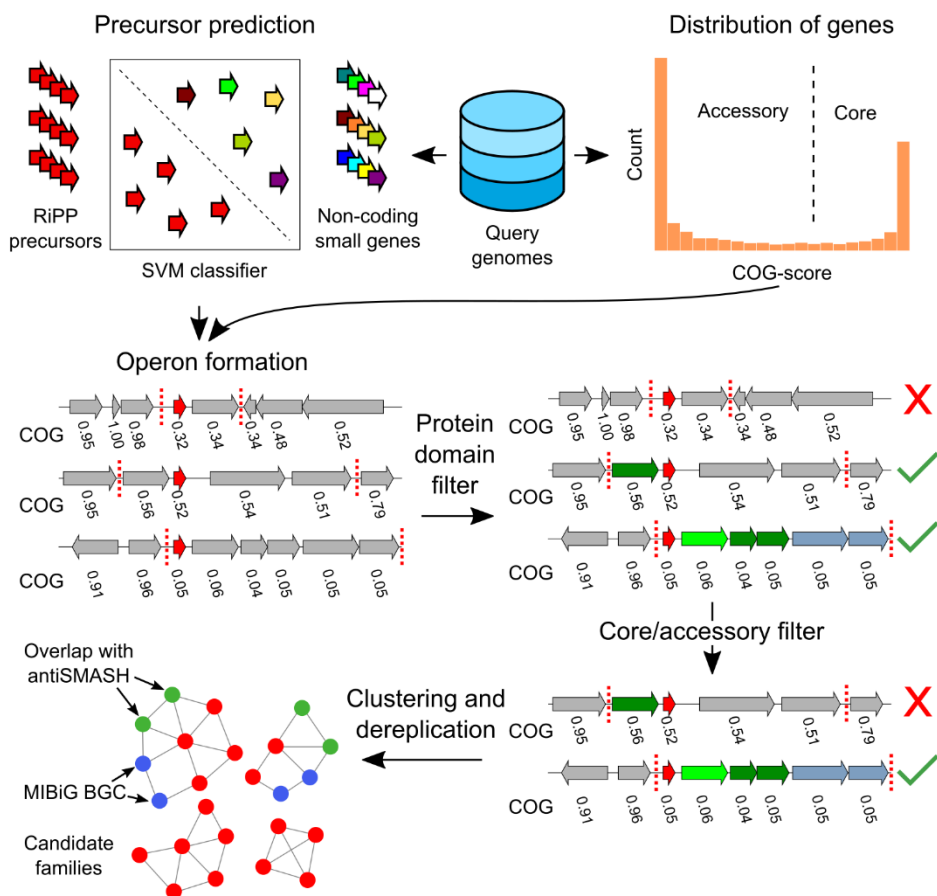 Precursor prediction
Distribution of genes
RiPP
precursors
SVM classifier
Non-coding
small genes
Query
genomes
Count
Accessory
Core
COG-score
Operon formation
COG
0.95 1.00 0.98 0.32 0.34 0.34 0.48 0.52
COG
0.95 0.56 0.52 0.54 0.51 0.79
COG
0.91 0.96 0.05 0.06 0.04 0.05 0.05 0.05
Protein
domain
filter
COG
0.95 1.00 0.98 0.32 0.34 0.34 0.48 0.52
X
COG
0.95 0.56 0.52 0.54 0.51 0.79
COG
0.91 0.96 0.05 0.06 0.04 0.05 0.05 0.05
Core/accessory filter
COG
0.95 0.56 0.52 0.54 0.51 0.79
X
COG
0.91 0.96 0.05 0.06 0.04 0.05 0.05 0.05
Clustering and
dereplication
Overlap with
antiSMASH
MIBiG BGC
Candidate
families